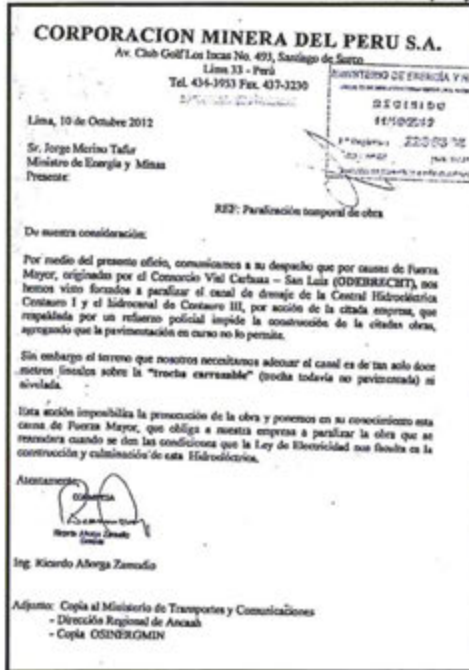 CORPORACION MINERA DEL PERU S.A.
Av. Club Golf Los Incas No. 493, Santiago de Surco
Lima 33 - Perú
Tel. 434-3953 Fax. 437-3230
MINISTERIO DE ENERGÍA Y
RECIBIDO
Lima, 10 de Octubre 2012
Sr. Jorge Merino Tafur
Ministro de Energía y Minas
Presente:
REF: Paralización temporal de obra
De nuestra consideración:
Por medio del presente oficio, comunicamos a su despacho que por causas de Fuerza
Mayor, originadas por el Consorcio Vial Carhuaz – San Luis (ODEBRECHT), nos
hemos visto forzados a paralizar el canal de drenaje de la Central Hidroeléctrica
Centauro I y el hidrocanal de Centauro III, por acción de la citada empresa, que
respaldada por un refuerzo policial impide la construcción de la citadas obras,
agregando que la pavimentación en curso no lo permite.
Sin embargo el terreno que nosotros necesitamos adecuar el canal es de tan solo doce
metros lineales sobre la "trocha carrozable" (trocha todavía no pavimentada) ni
nivelada.
Esta acción imposibilita la prosecución de la obra y ponemos en su conocimiento esta
causa de Fuerza Mayor, que obliga a nuestra empresa a paralizar la obra que se
reanudara cuando se den las condiciones que la Ley de Electricidad nos faculta en la
construcción y culminación de esta Hidroeléctrica.
Atentamente,
Ing. Ricardo Añorga Zamudio
Adjunto: Copia al Ministerio de Transportes y Comunicaciones
- Dirección Regional de Ancash
- Copia OSINERGMIN